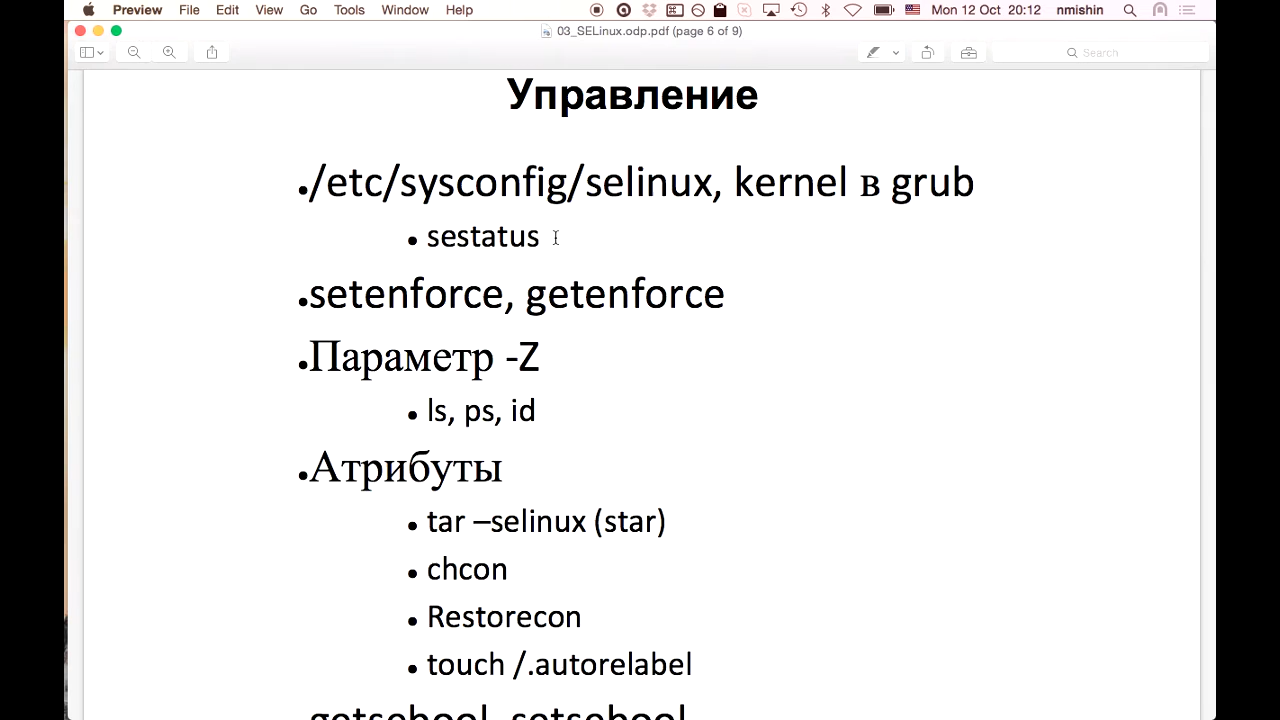 Preview File Edit View Go Tools Window Help Mon 12 Oct 20:12 nmishin
03_SELinux.odp.pdf (page 6 of 9)
Search
Управление
•/etc/sysconfig/selinux, kernel в grub
• sestatus
•setenforce, getenforce
•Параметр -Z
• ls, ps, id
•Атрибуты
• tar –selinux (star)
• chcon
• Restorecon
• touch /.autorelabel
getsebool, setsebool